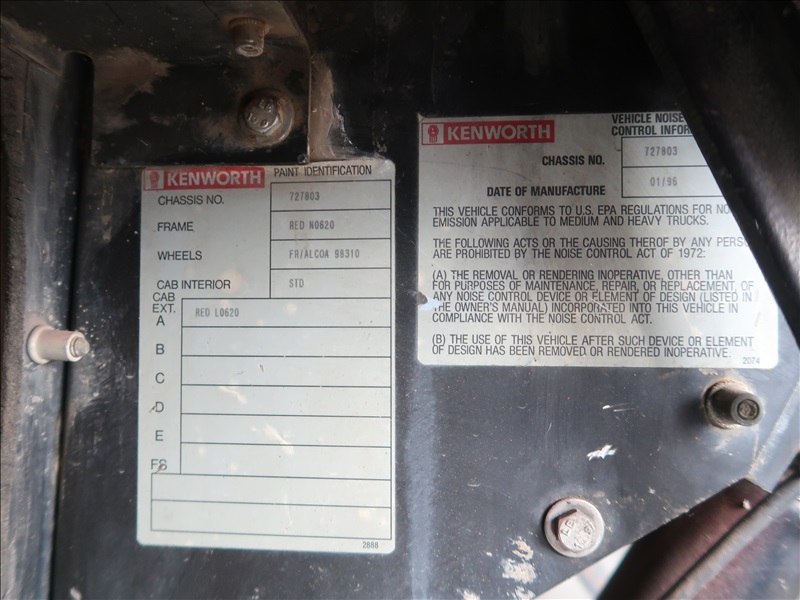 KENWORTH
PAINT IDENTIFICATION
CHASSIS NO. 727803
FRAME RED N0620
WHEELS FR/ALCOA 98310
CAB INTERIOR STD
CAB
EXT.
A RED L0620
B
C
D
E
FS
2888
KENWORTH
VEHICLE NOISE
CONTROL INFOR
CHASSIS NO. 727803
DATE OF MANUFACTURE 01/96
THIS VEHICLE CONFORMS TO U.S. EPA REGULATIONS FOR NO
EMISSION APPLICABLE TO MEDIUM AND HEAVY TRUCKS.
THE FOLLOWING ACTS OR THE CAUSING THEROF BY ANY PERS
ARE PROHIBITED BY THE NOISE CONTROL ACT OF 1972:
(A) THE REMOVAL OR RENDERING INOPERATIVE, OTHER THAN
FOR PURPOSES OF MAINTENANCE, REPAIR, OR REPLACEMENT, OF
ANY NOISE CONTROL DEVICE OR ELEMENT OF DESIGN (LISTED IN
THE OWNER'S MANUAL) INCORPORATED INTO THIS VEHICLE IN
COMPLIANCE WITH THE NOISE CONTROL ACT.
(B) THE USE OF THIS VEHICLE AFTER SUCH DEVICE OR ELEMENT
OF DESIGN HAS BEEN REMOVED OR RENDERED INOPERATIVE.
2074